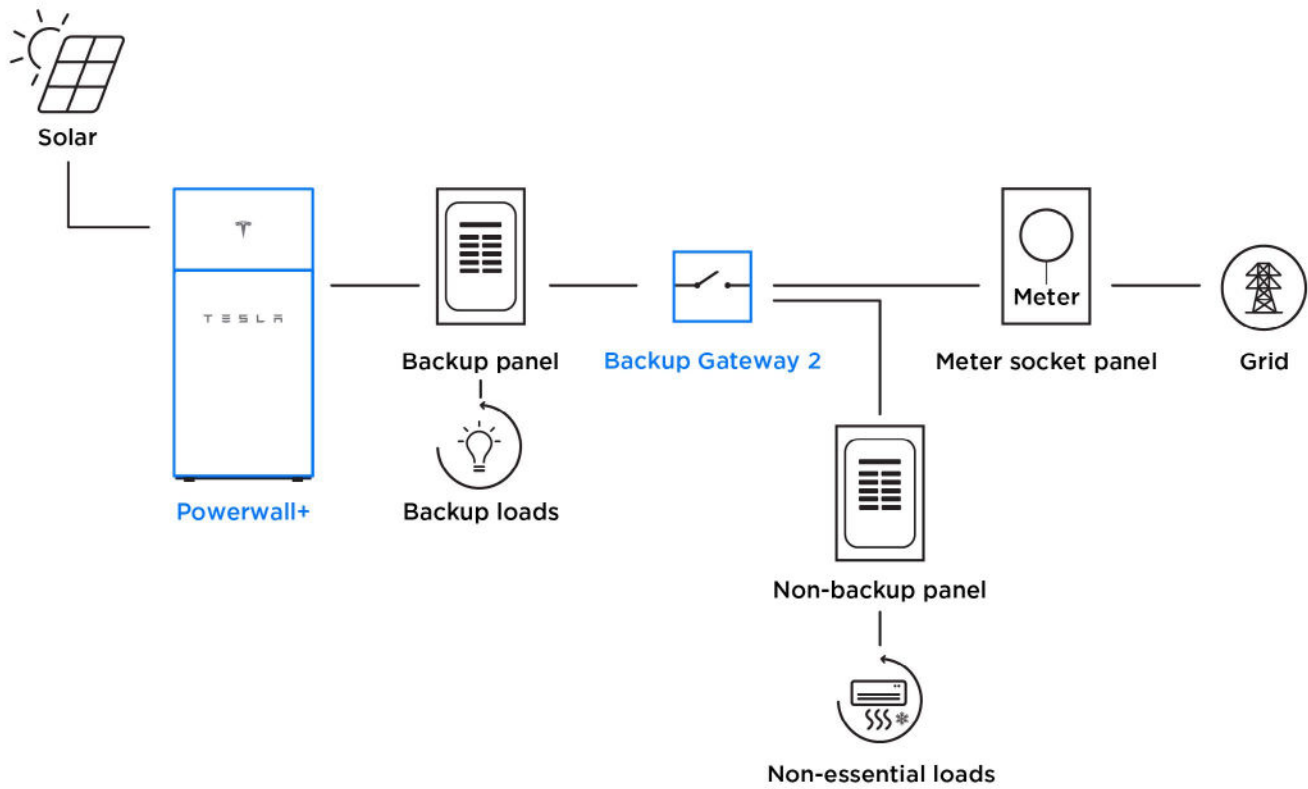 Solar
TESLA
Meter
Backup panel
Backup Gateway 2
Meter socket panel
Grid
Powerwall+
Backup loads
Non-backup panel
Non-essential loads